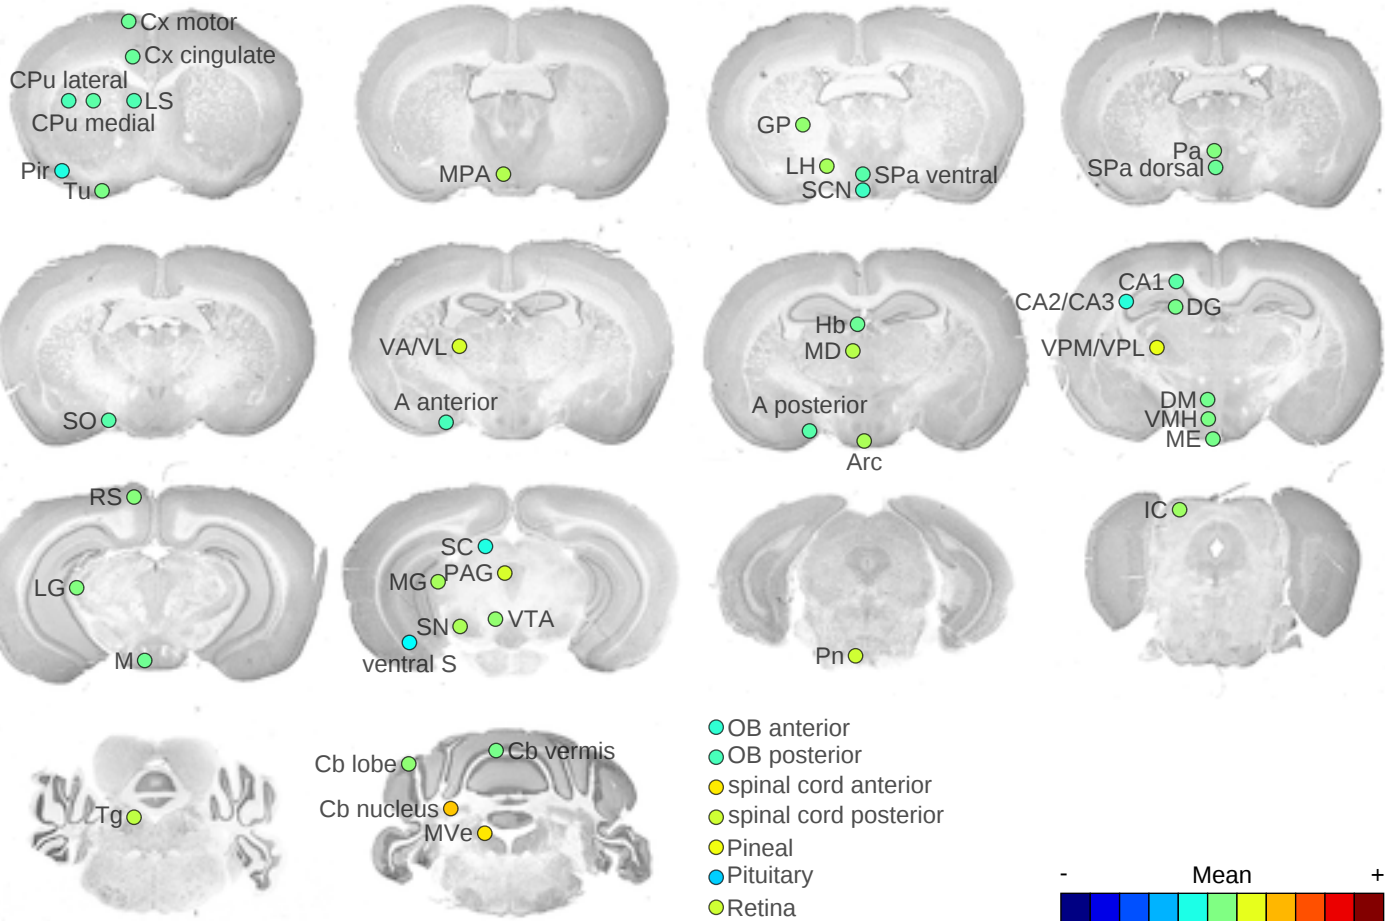 Cx motor
Cx cingulate
CPu lateral
LS
CPu medial
Pir
Tu
MPA
GP
LH
SPa ventral
SCN
Pa
SPa dorsal
SO
VA/VL
A anterior
Hb
MD
A posterior
Arc
CA1
CA2/CA3
DG
VPM/VPL
DM
VMH
ME
RS
LG
M
SC
PAG
MG
VTA
SN
ventral S
Pn
IC
Tg
Cb vermis
Cb lobe
Cb nucleus
MVe
OB anterior
OB posterior
spinal cord anterior
spinal cord posterior
Pineal
Pituitary
Retina
- Mean +